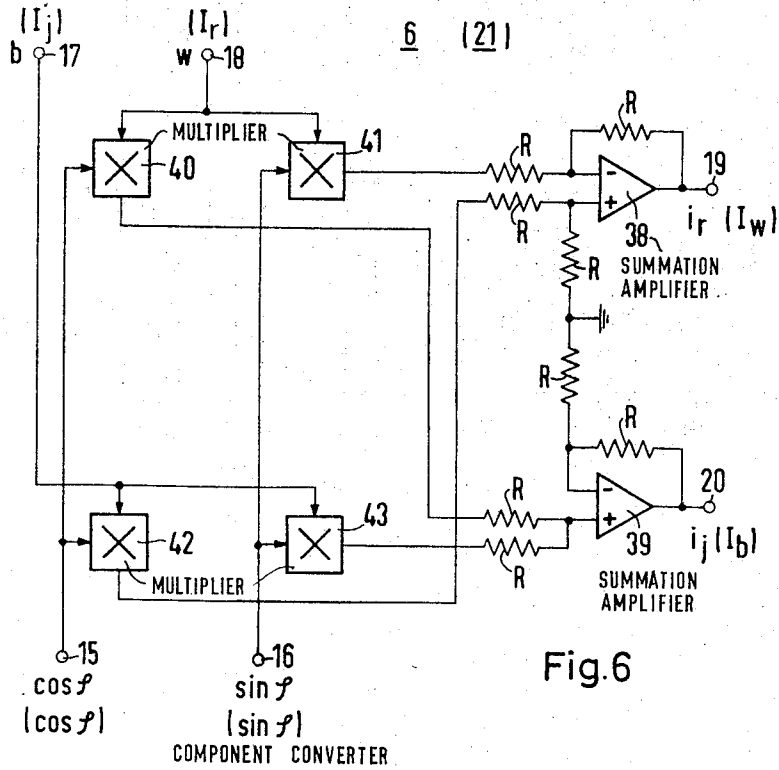 (Ij) (Ir) 6 (21)
b 17 w 18
MULTIPLIER
40 41
R R 19
- + 38
ir (Iw)
R R
SUMMATION
AMPLIFIER
R
R
42 43
MULTIPLIER
R R
- + 39
20
ij (Ib)
SUMMATION
AMPLIFIER
15 16
cos φ sin φ
(cos φ) (sin φ)
COMPONENT CONVERTER
Fig.6